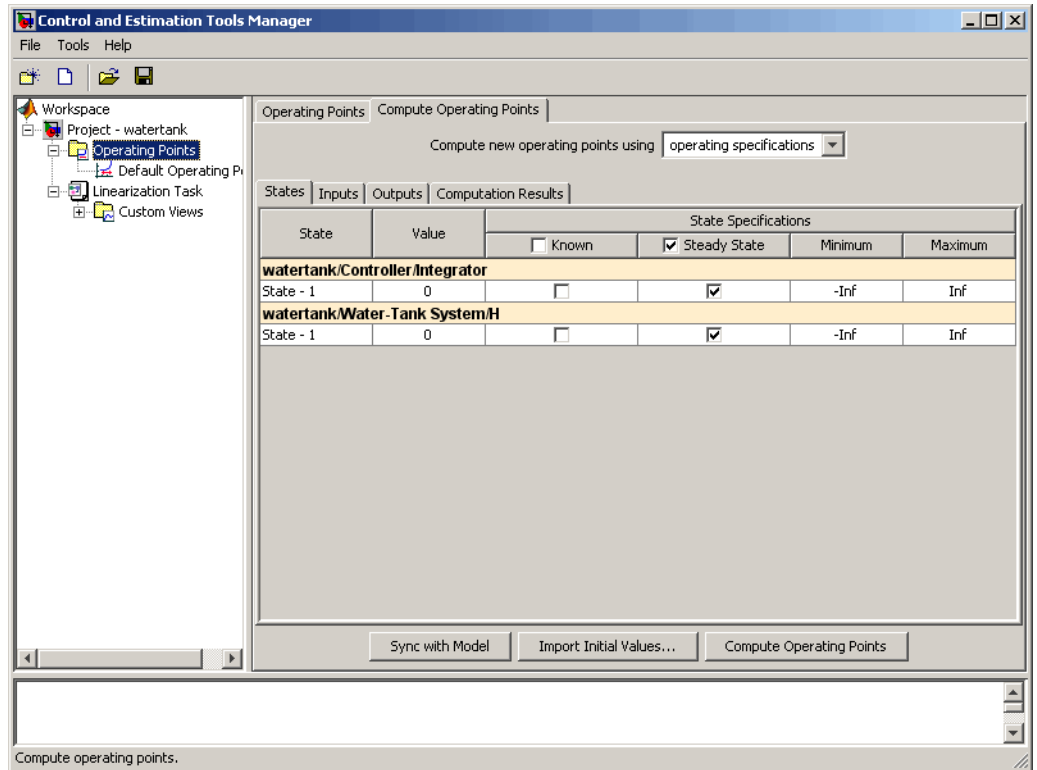 Control and Estimation Tools Manager
File Tools Help
Workspace
Project - watertank
Operating Points
Default Operating P
Linearization Task
Custom Views
Operating Points Compute Operating Points
Compute new operating points using operating specifications
States Inputs Outputs Computation Results
State Value State Specifications
Known Steady State Minimum Maximum
watertank/Controller/Integrator
State - 1 0 -Inf Inf
watertank/Water-Tank System/H
State - 1 0 -Inf Inf
Sync with Model Import Initial Values... Compute Operating Points
Compute operating points.